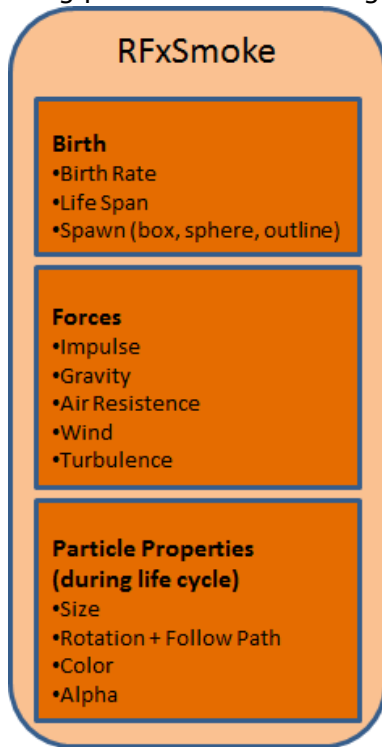 RFxSmoke
Birth
•Birth Rate
•Life Span
•Spawn (box, sphere, outline)
Forces
•Impulse
•Gravity
•Air Resistence
•Wind
•Turbulence
Particle Properties
(during life cycle)
•Size
•Rotation + Follow Path
•Color
•Alpha